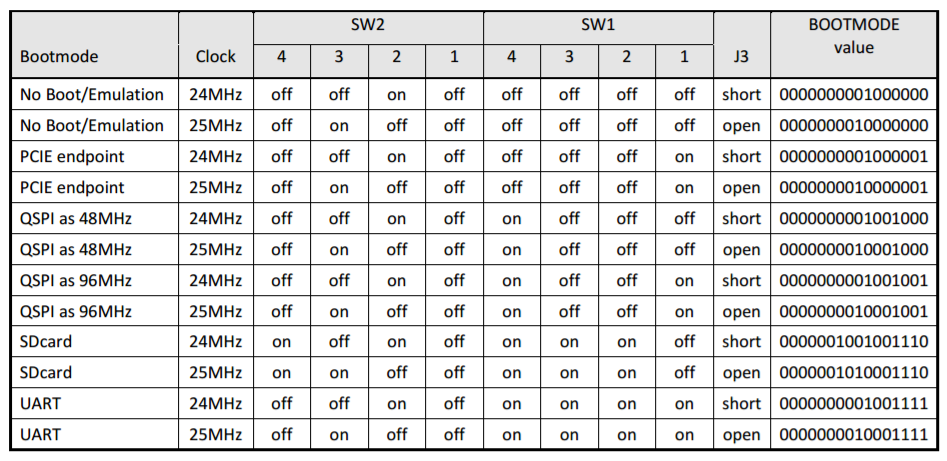 SW2 SW1 BOOTMODE
Bootmode Clock 4 3 2 1 4 3 2 1 J3 value
No Boot/Emulation 24MHz off off on off off off off off short 0000000001000000
No Boot/Emulation 25MHz off on off off off off off off open 0000000010000000
PCIE endpoint 24MHz off off on off off off off on short 0000000001000001
PCIE endpoint 25MHz off on off off off off off on open 0000000010000001
QSPI as 48MHz 24MHz off off on off on off off off short 0000000001001000
QSPI as 48MHz 25MHz off on off off on off off off open 0000000010001000
QSPI as 96MHz 24MHz off off on off on off off on short 0000000001001001
QSPI as 96MHz 25MHz off on off off on off off on open 0000000010001001
SDcard 24MHz on off on off on on on off short 0000001001001110
SDcard 25MHz on on off off on on on off open 0000001010001110
UART 24MHz off off on off on on on on short 0000000001001111
UART 25MHz off on off off on on on on open 0000000010001111